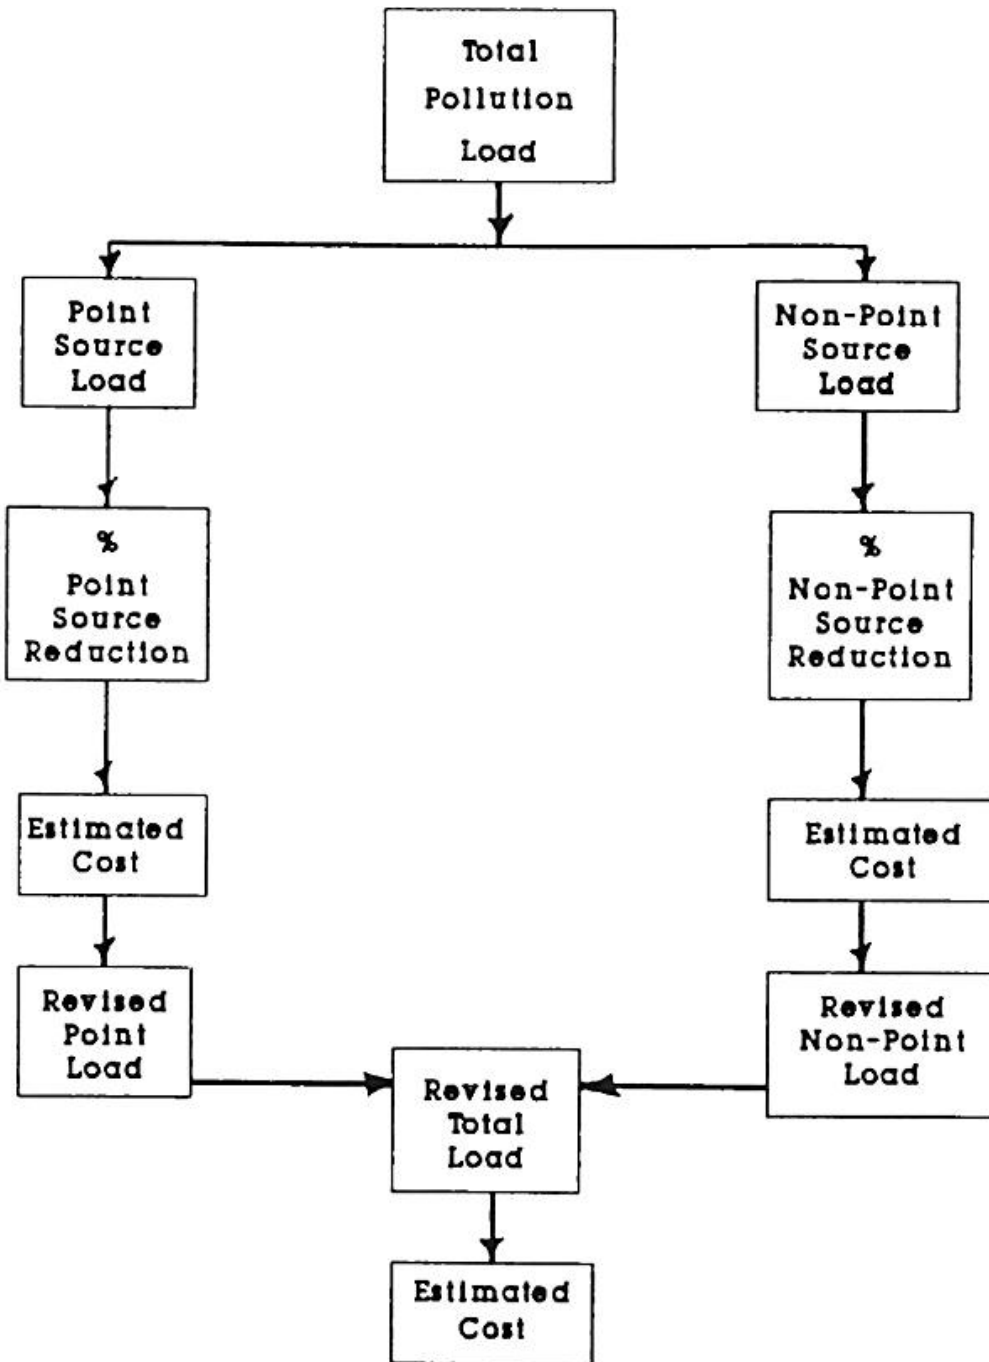 Total
Pollution
Load
Point
Source
Load
Non-Point
Source
Load
%
Point
Source
Reduction
%
Non-Point
Source
Reduction
Estimated
Cost
Estimated
Cost
Revised
Point
Load
Revised
Non-Point
Load
Revised
Total
Load
Estimated
Cost